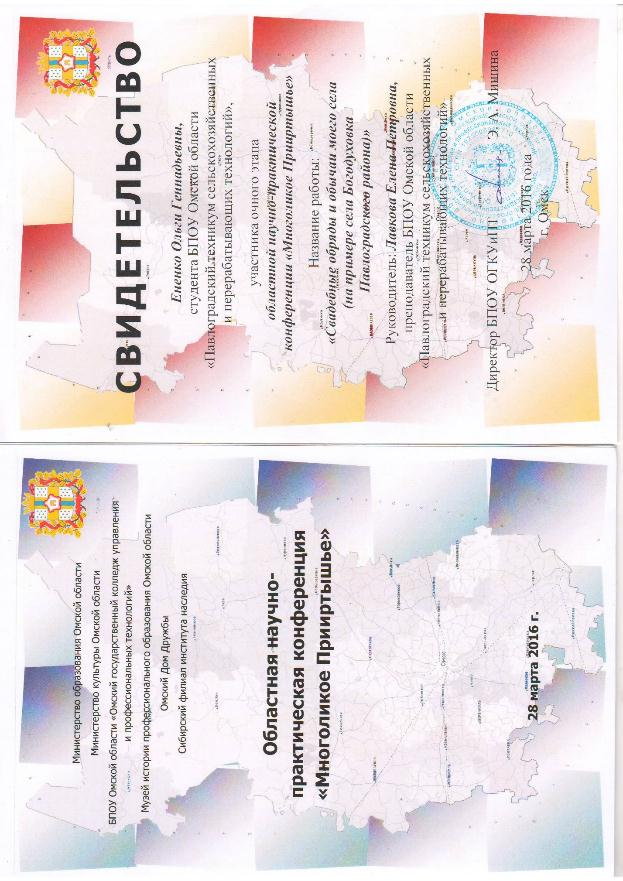 Министерство образования Омской области
Министерство культуры Омской области
БПОУ Омской области «Омский государственный колледж управления
и профессиональных технологий»
Музей истории профессионального образования Омской области
Омский Дом Дружбы
Сибирский филиал института наследия
Областная научно-
практическая конференция
«Многоликое Прииртышье»
28 марта 2016 г.
СВИДЕТЕЛЬСТВО
Ененко Ольги Геннадьевны,
студента БПОУ Омской области
«Павлоградский техникум сельскохозяйственных
и перерабатывающих технологий»,
участника очного этапа
областной научно-практической
конференции «Многоликое Прииртышье»
Название работы:
«Свадебные обряды и обычаи моего села
(на примере села Богодуховка
Павлоградского района)»
Руководитель: Лавкова Елена Петровна,
преподаватель БПОУ Омской области
«Павлоградский техникум сельскохозяйственных
и перерабатывающих технологий»
Директор БПОУ ОГКУиПТ Э. А. Мишина
28 марта 2016 года
г. Омск